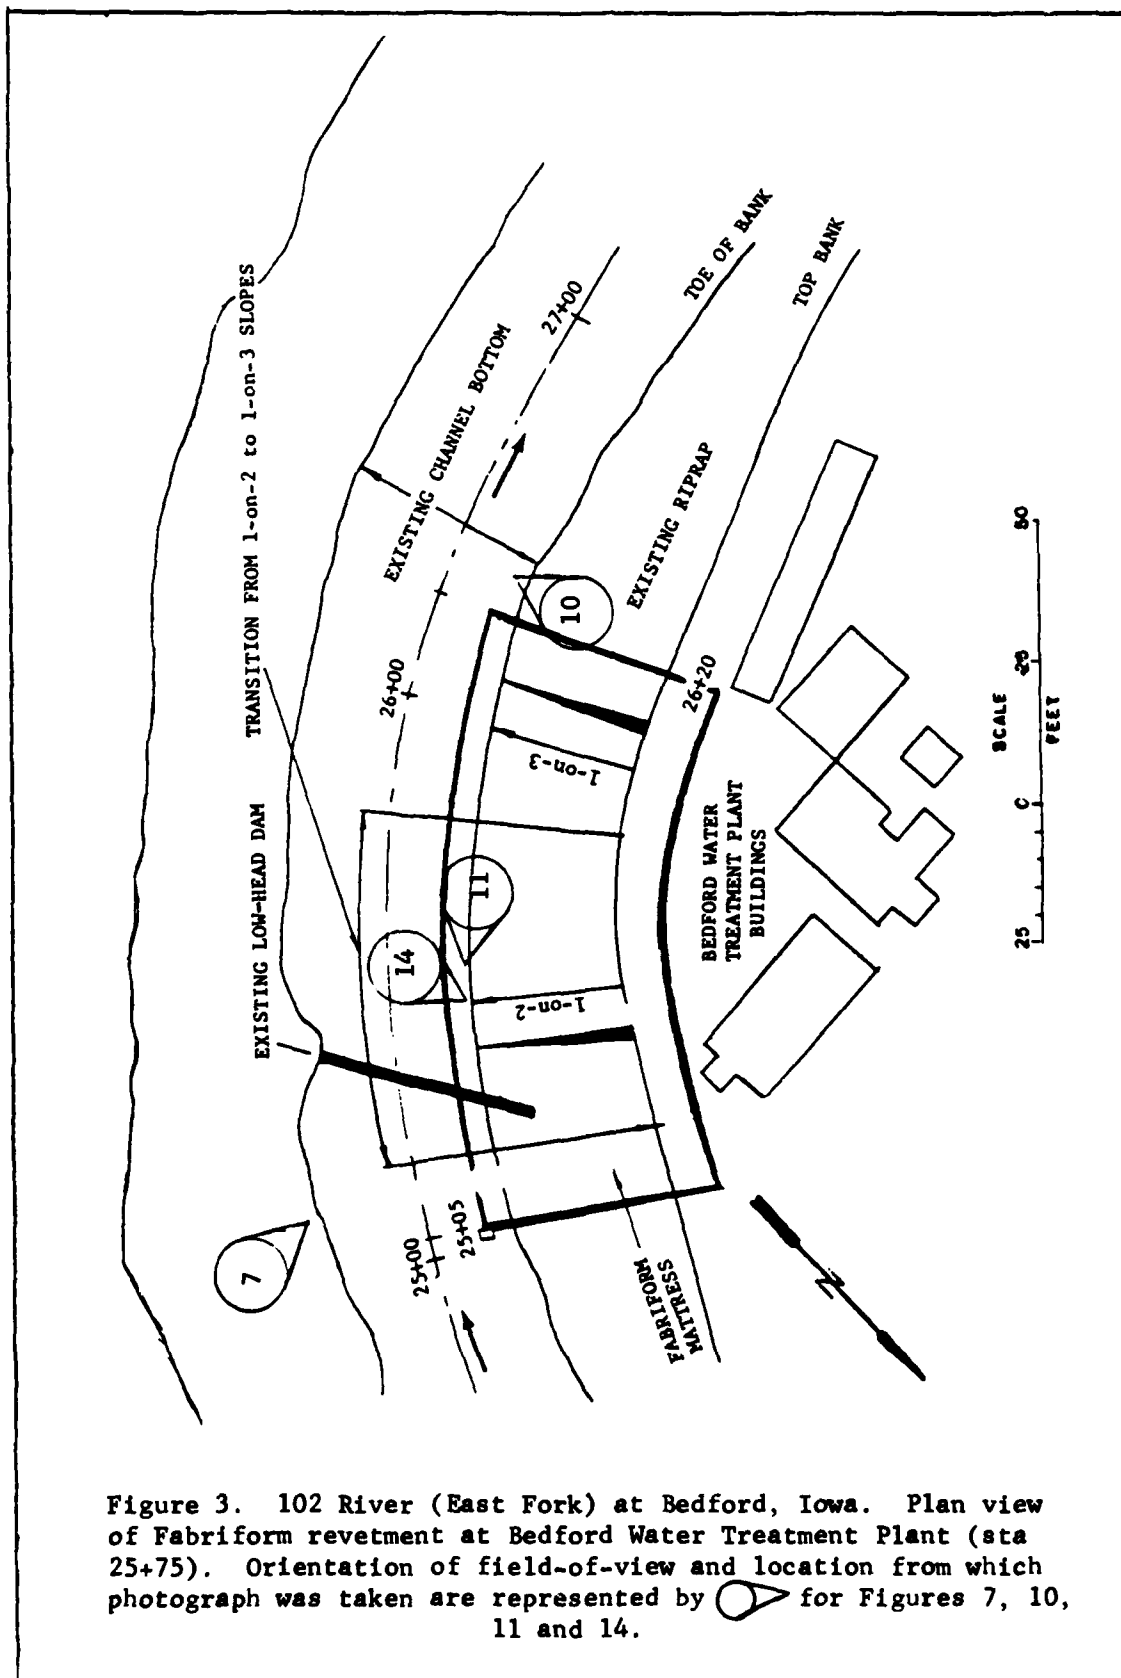 TRANSITION FROM 1-on-2 to 1-on-3 SLOPES
EXISTING LOW-HEAD DAM
TOE OF BANK
TOP BANK
27+00
EXISTING CHANNEL BOTTOM
EXISTING RIPRAP
26+00
10
26+20
1-on-3
11
14
1-on-2
BEDFORD WATER
TREATMENT PLANT
BUILDINGS
7
25+00
25+05
FABRIFORM
MATTRESS
N
SCALE
FEET
25
50
Figure 3. 102 River (East Fork) at Bedford, Iowa. Plan view
of Fabriform revetment at Bedford Water Treatment Plant (sta
25+75). Orientation of field-of-view and location from which
photograph was taken are represented by for Figures 7, 10,
11 and 14.